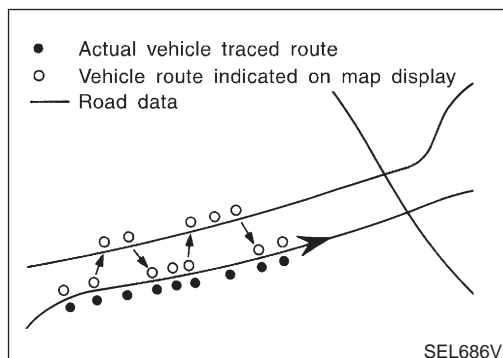 Actual vehicle traced route
Vehicle route indicated on map display
Road data
SEL686V